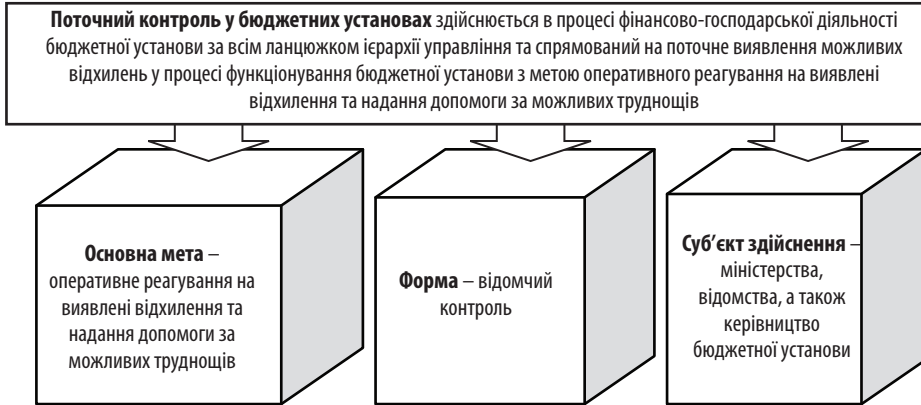 Поточний контроль у бюджетних установах здійснюється в процесі фінансово-господарської діяльності
бюджетної установи за всім ланцюжком ієрархії управління та спрямований на поточне виявлення можливих
відхилень у процесі функціонування бюджетної установи з метою оперативного реагування на виявлені
відхилення та надання допомоги за можливих труднощів
Основна мета –
оперативне реагування на
виявлені відхилення та
надання допомоги за
можливих труднощів
Форма – відомчий
контроль
Суб’єкт здійснення –
міністерства,
відомства, а також
керівництво
бюджетної установи